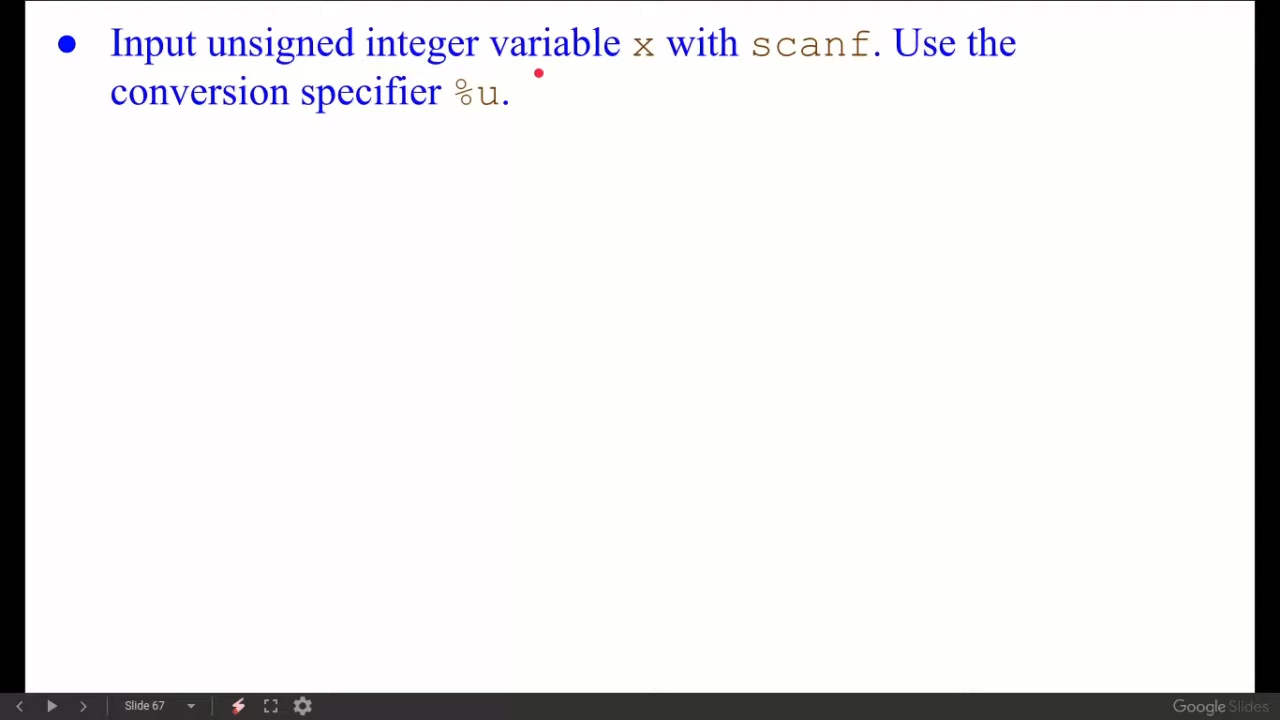 ● Input unsigned integer variable x with scanf. Use the
conversion specifier %u.
Slide 67
Google Slides